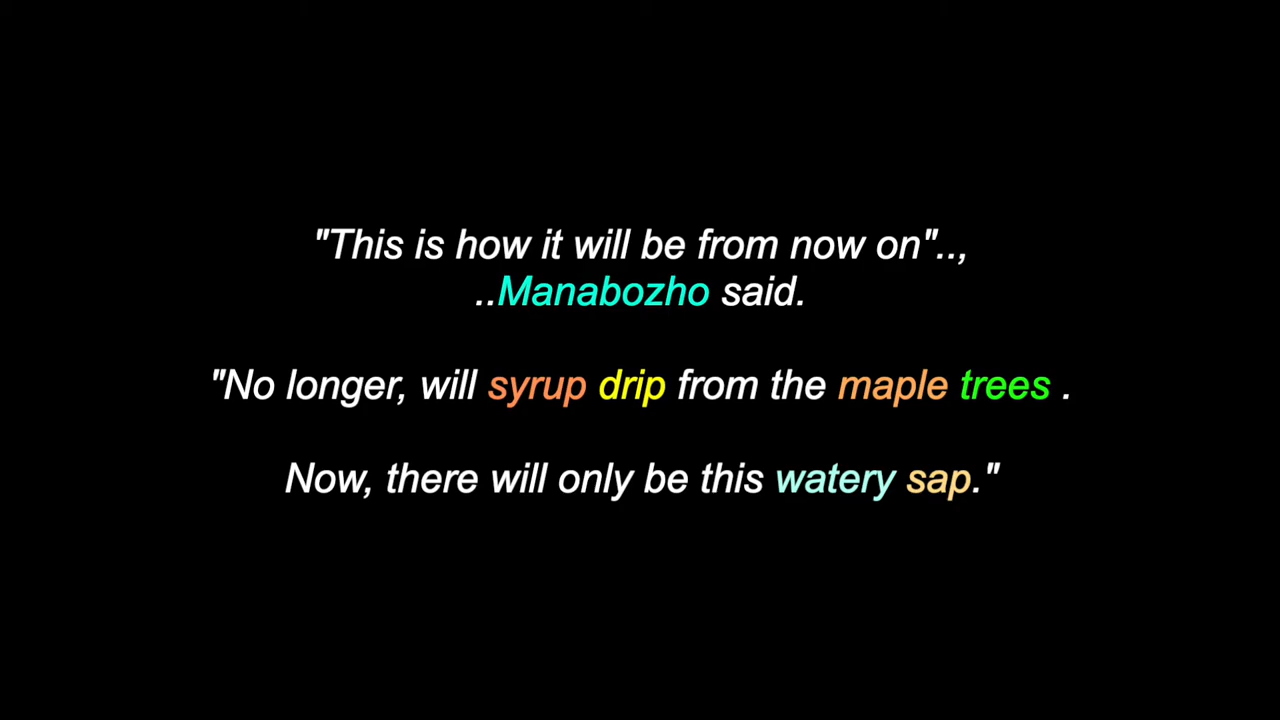 "This is how it will be from now on"..,
..Manabozho said.
"No longer, will syrup drip from the maple trees .
Now, there will only be this watery sap."